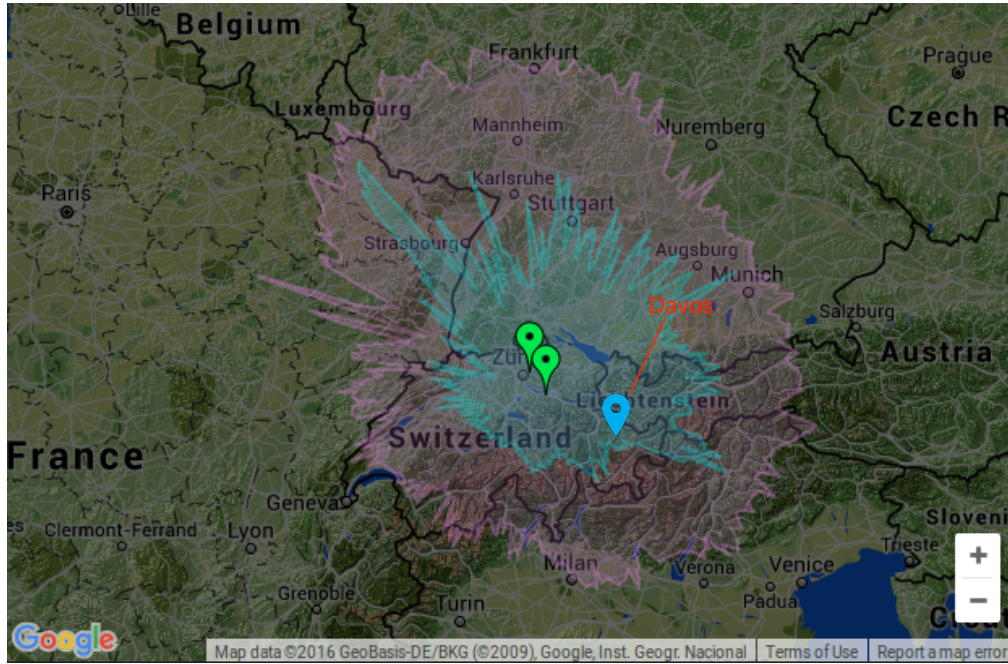 Lille
Belgium
Frankfurt
Prague
Luxembourg
Czech R
Mannheim
Nuremberg
Karlsruhe
Paris
Stuttgart
Strasbourg
Augsburg
Munich
Davos
Salzburg
Austria
Liechtenstein
Switzerland
France
Geneva
Clermont-Ferrand
Lyon
Sloveni
Trieste
Milan
Verona
Venice
Grenoble
Padua
Turin
+
−
Google
Map data ©2016 GeoBasis-DE/BKG (©2009), Google, Inst. Geogr. Nacional
Terms of Use
Report a map error